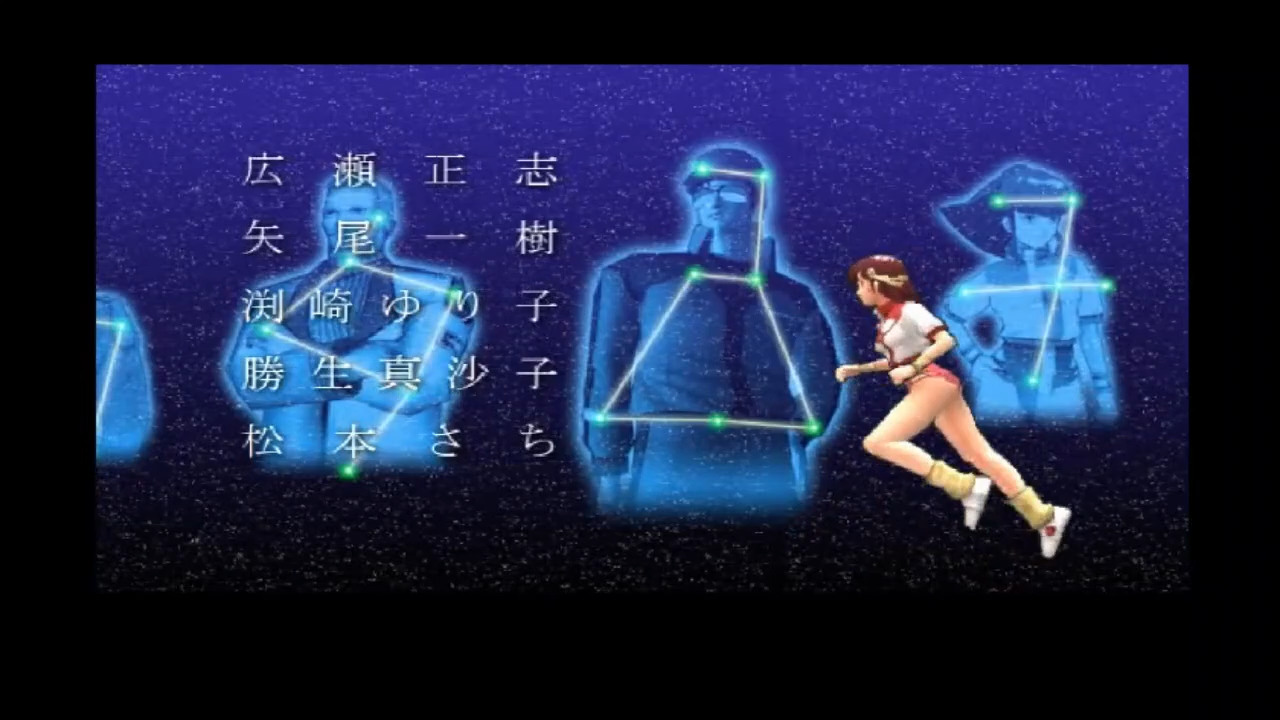 広瀬正志
矢尾一樹
渕崎ゆり子
勝生真沙子
松本さち